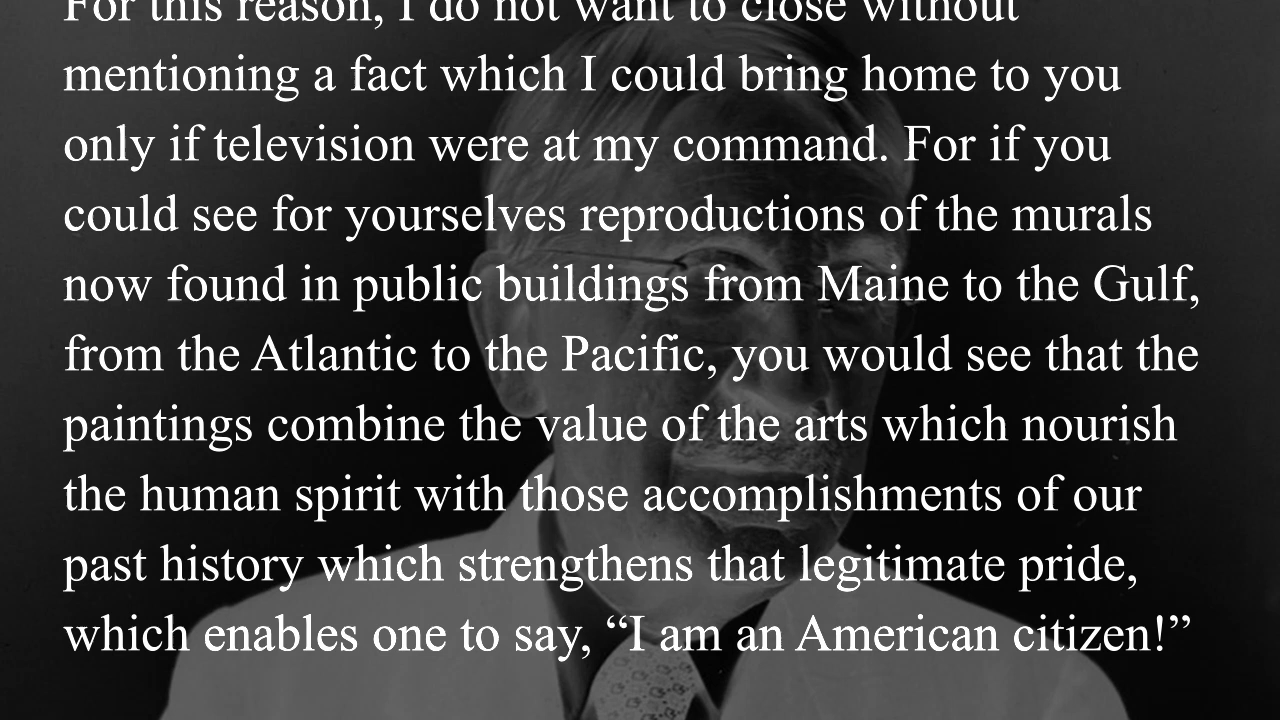 For this reason, I do not want to close without
mentioning a fact which I could bring home to you
only if television were at my command. For if you
could see for yourselves reproductions of the murals
now found in public buildings from Maine to the Gulf,
from the Atlantic to the Pacific, you would see that the
paintings combine the value of the arts which nourish
the human spirit with those accomplishments of our
past history which strengthens that legitimate pride,
which enables one to say, “I am an American citizen!”